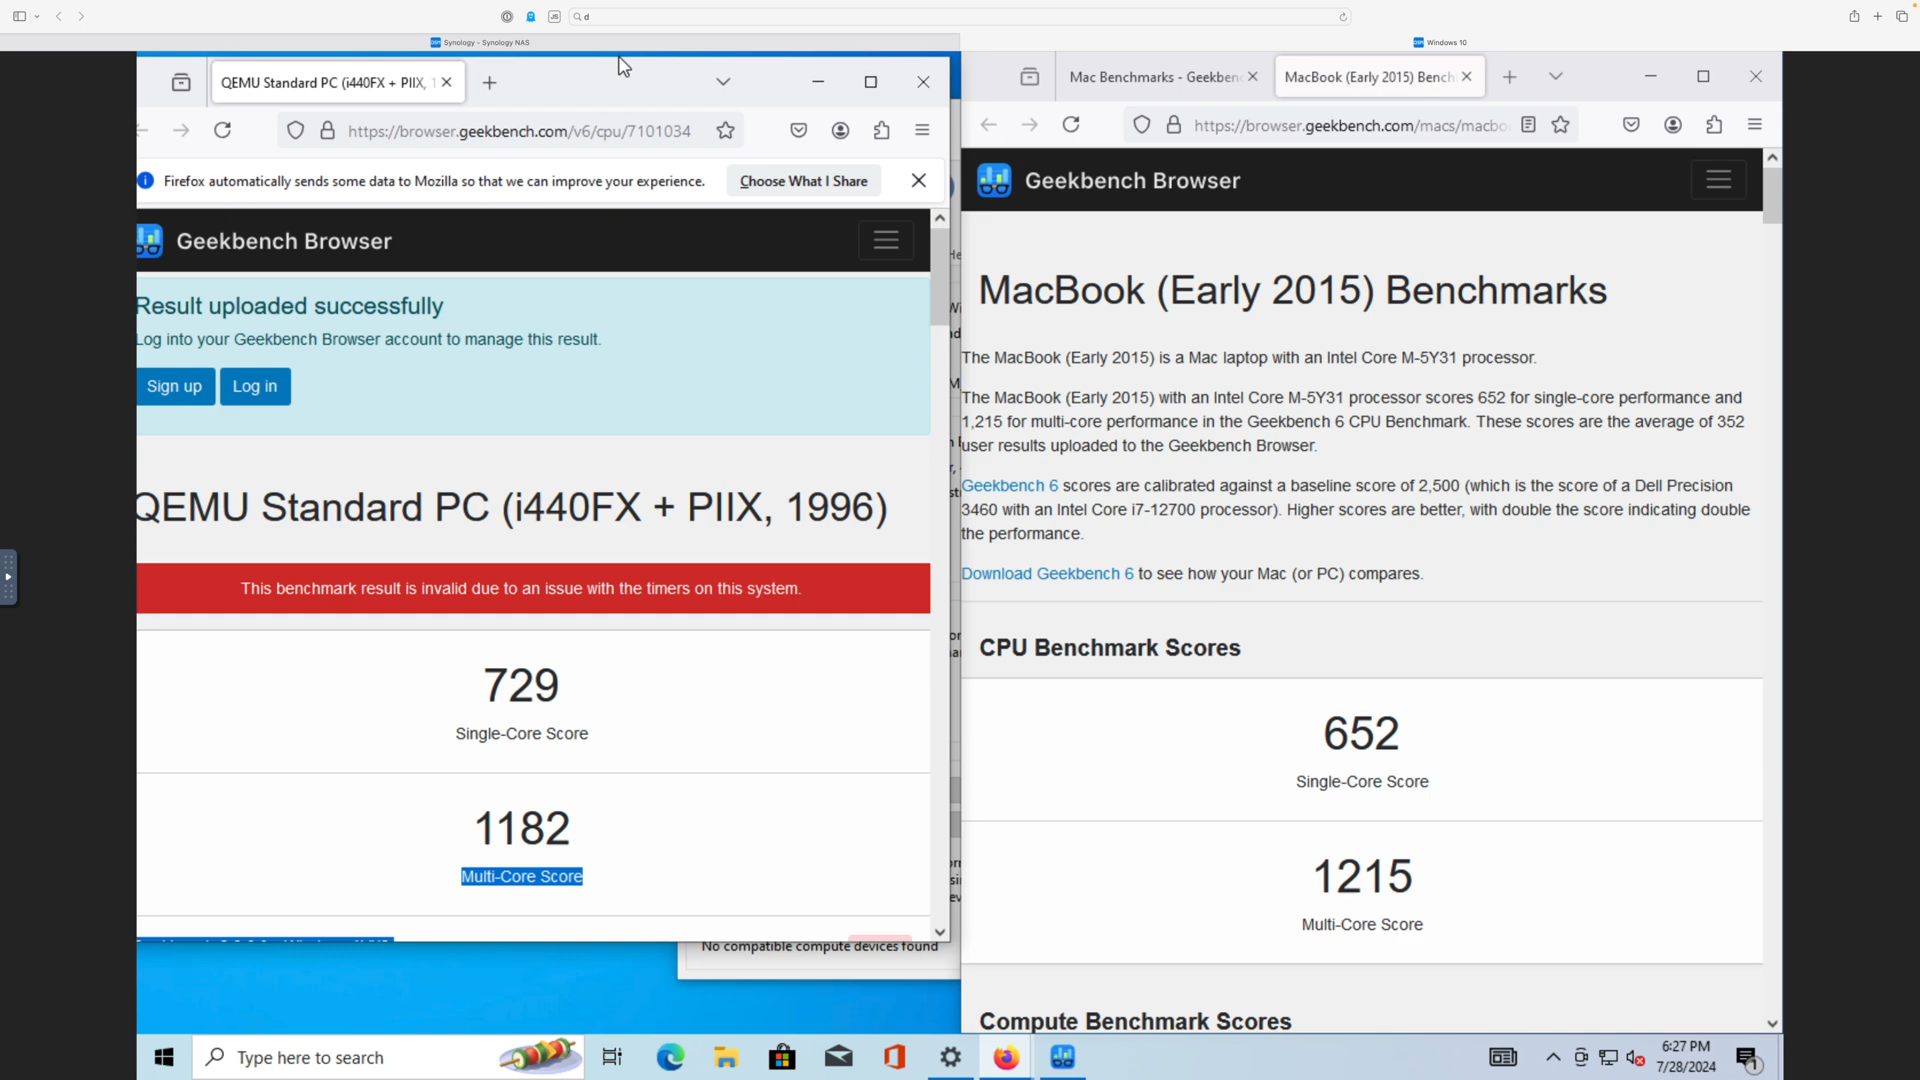 d
Synology - Synology NAS
Windows 10
QEMU Standard PC (i440FX + PIIX, 1
https://browser.geekbench.com/v6/cpu/7101034
Firefox automatically sends some data to Mozilla so that we can improve your experience.
Choose What I Share
Geekbench Browser
Result uploaded successfully
Log into your Geekbench Browser account to manage this result.
Sign up
Log in
QEMU Standard PC (i440FX + PIIX, 1996)
This benchmark result is invalid due to an issue with the timers on this system.
729
Single-Core Score
1182
Multi-Core Score
No compatible compute devices found
Mac Benchmarks - Geekben
MacBook (Early 2015) Bench
https://browser.geekbench.com/macs/macbo
Geekbench Browser
MacBook (Early 2015) Benchmarks
The MacBook (Early 2015) is a Mac laptop with an Intel Core M-5Y31 processor.
The MacBook (Early 2015) with an Intel Core M-5Y31 processor scores 652 for single-core performance and
1,215 for multi-core performance in the Geekbench 6 CPU Benchmark. These scores are the average of 352
user results uploaded to the Geekbench Browser.
Geekbench 6 scores are calibrated against a baseline score of 2,500 (which is the score of a Dell Precision
3460 with an Intel Core i7-12700 processor). Higher scores are better, with double the score indicating double
the performance.
Download Geekbench 6 to see how your Mac (or PC) compares.
CPU Benchmark Scores
652
Single-Core Score
1215
Multi-Core Score
Compute Benchmark Scores
Type here to search
6:27 PM
7/28/2024
1